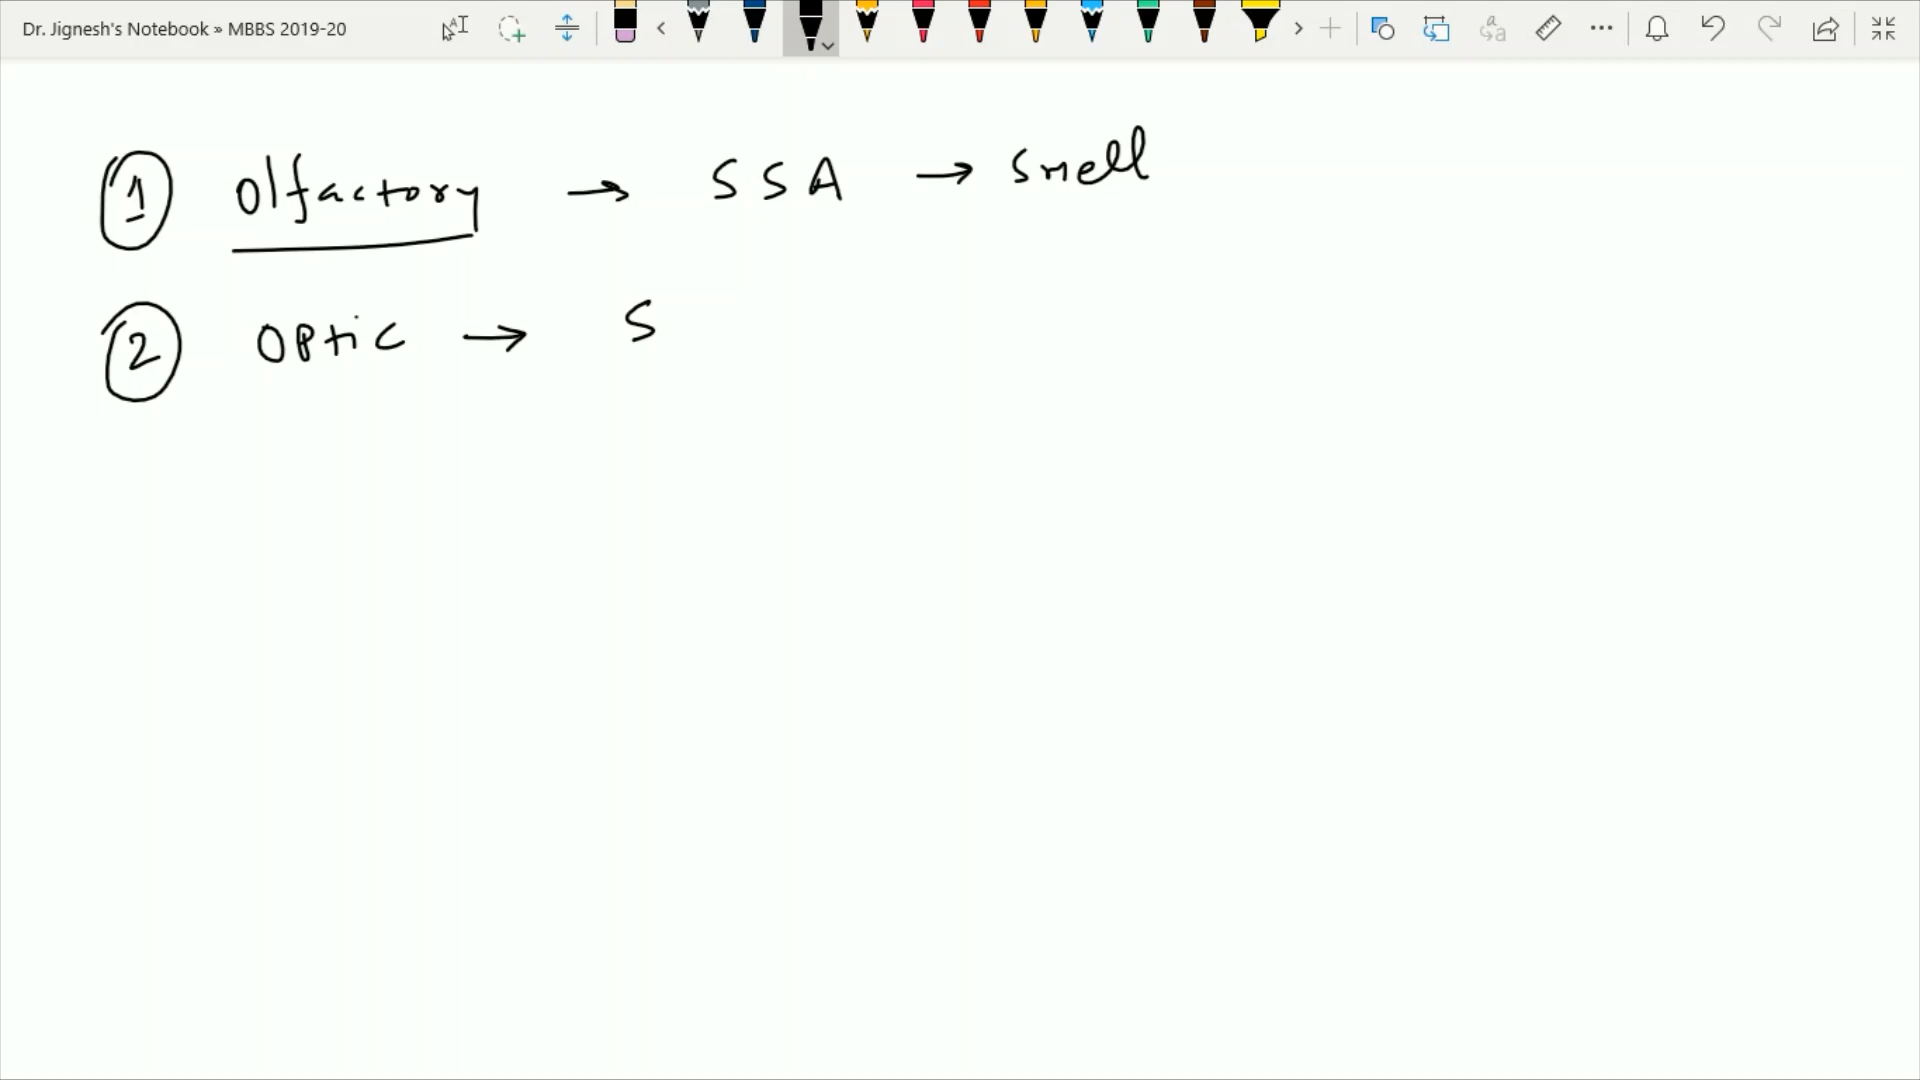 Dr. Jignesh's Notebook » MBBS 2019-20
1 Olfactory → SSA → Smell
2 Optic → S